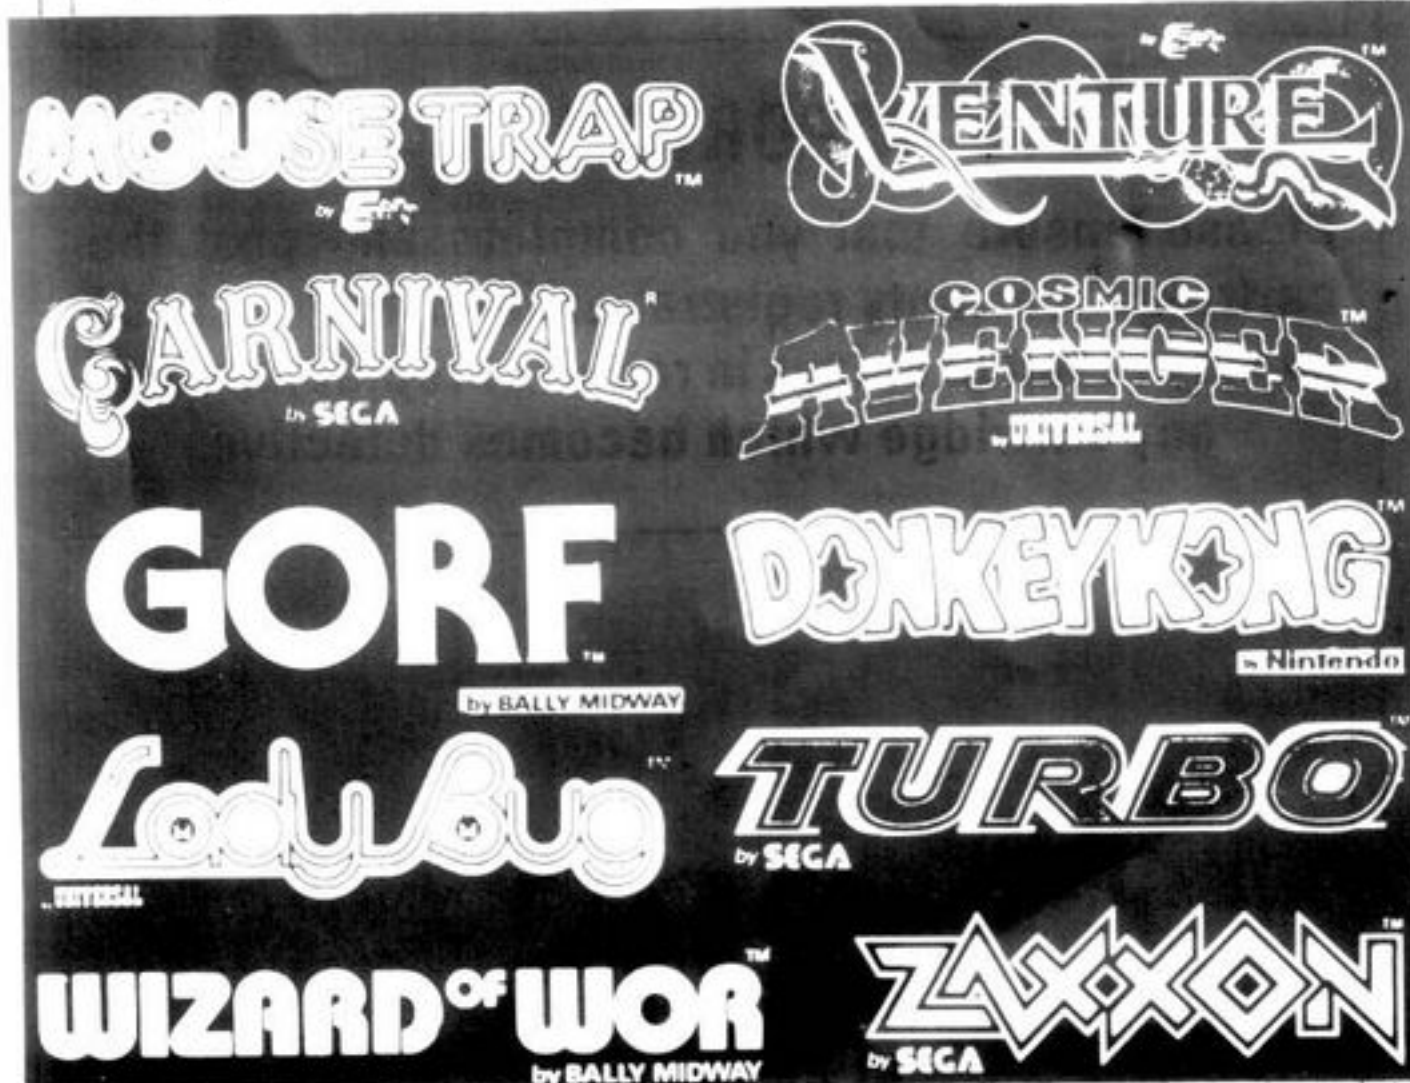 MOUSE TRAP
TM
by Exidy
by Exidy
TM
VENTURE
CARNIVAL
R
by SEGA
COSMIC
TM
AVENGER
by UNIVERSAL
GORF
TM
by BALLY MIDWAY
DONKEY KONG
TM
by Nintendo
Lady Bug
TM
by UNIVERSAL
TURBO
TM
by SEGA
WIZARD OF WOR
TM
by BALLY MIDWAY
ZAXXON
TM
by SEGA